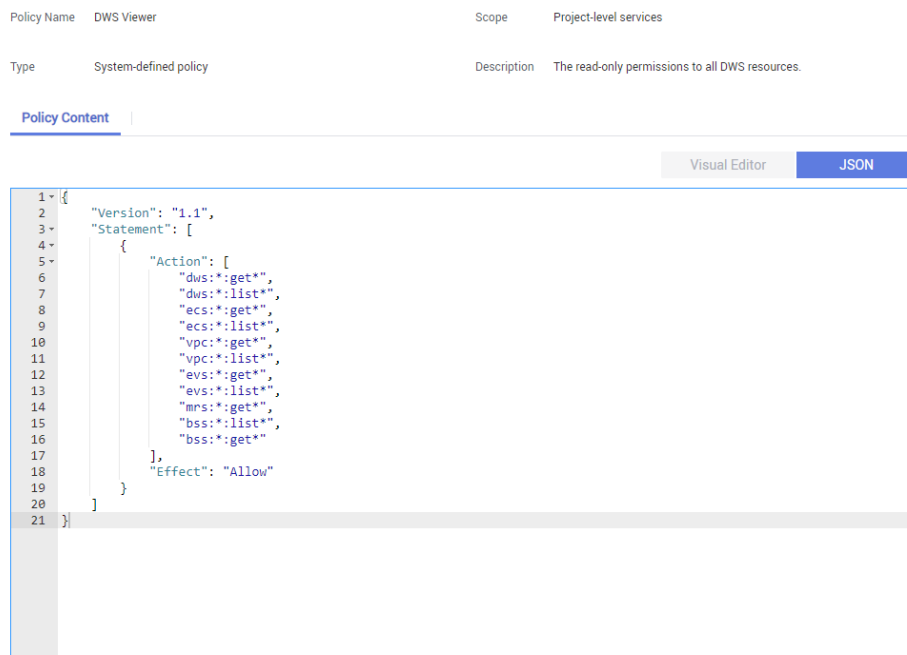 Policy Name DWS Viewer Scope Project-level services
Type System-defined policy Description The read-only permissions to all DWS resources.
Policy Content
Visual Editor JSON
1 {
2 "Version": "1.1",
3 "Statement": [
4 {
5 "Action": [
6 "dws:*:get*",
7 "dws:*:list*",
8 "ecs:*:get*",
9 "ecs:*:list*",
10 "vpc:*:get*",
11 "vpc:*:list*",
12 "evs:*:get*",
13 "evs:*:list*",
14 "mrs:*:get*",
15 "bss:*:list*",
16 "bss:*:get*"
17 ],
18 "Effect": "Allow"
19 }
20 ]
21 }